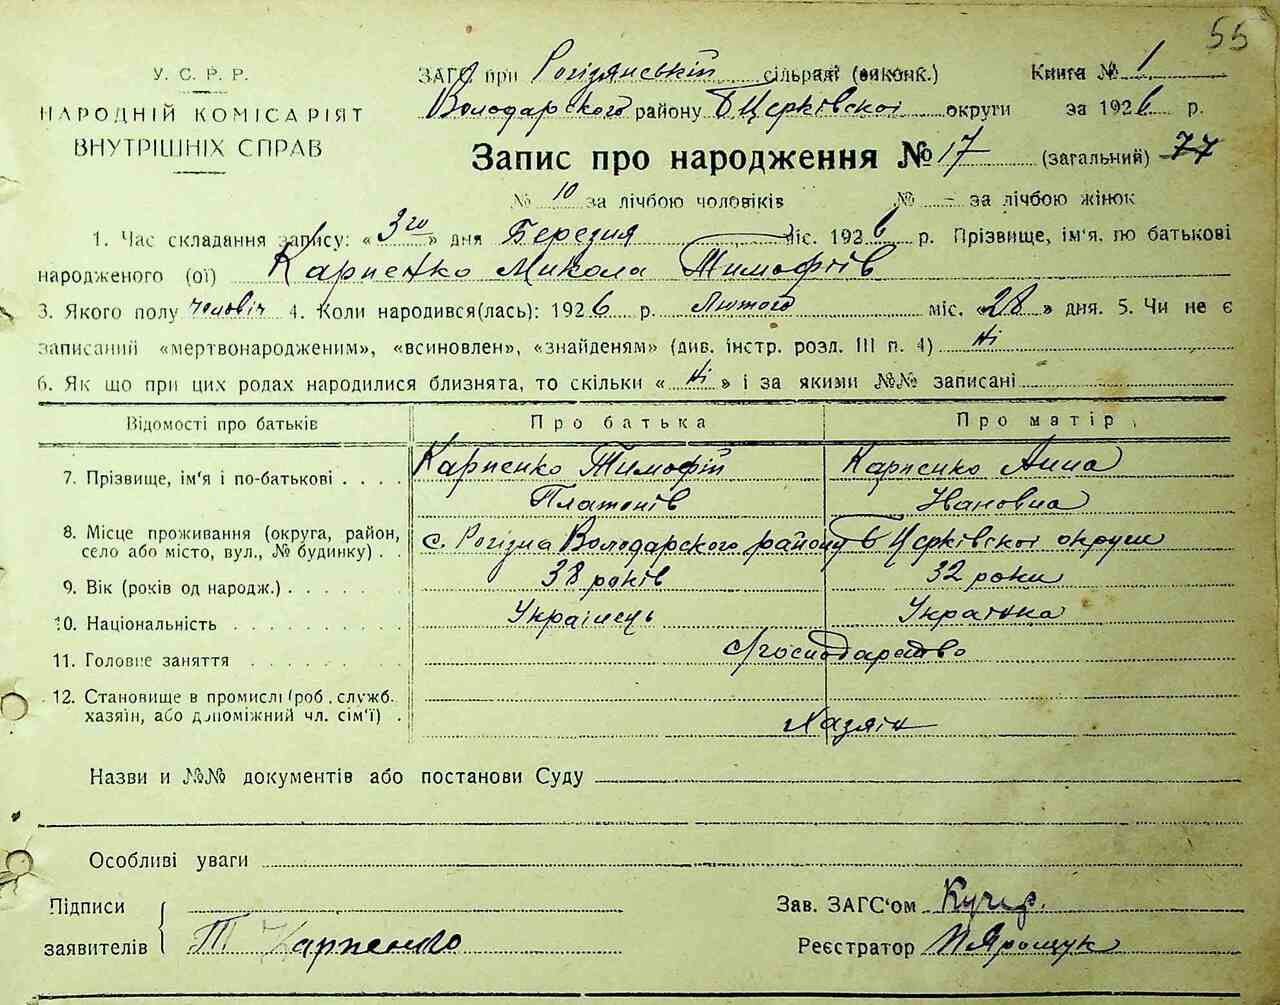 55
У. С. Р. Р.
НАРОДНІЙ КОМІСАРІЯТ
ВНУТРІШНІХ СПРАВ
ЗАГС при Рогізянській сільраді (виконк.) Книга № 1
Володарского району Б Церківскоі округи за 1926 р.
Запис про народження № 17 (загальний) 77
№ 10 за лічбою чоловіків № - за лічбою жінок
1. Час складання запису: «3го» дня Березня міс. 1926 р. Прізвище, ім'я, по батькові
народженого (ої) Карпенко Микола Тимофіїв
3. Якого полу чоловіч 4. Коли народився(лась): 1926 р. Лютого міс. «28» дня. 5. Чи не є
записаний «мертвонародженим», «всиновлен», «знайденям» (див. інстр. розд. III п. 4) Ні
6. Як що при цих родах народилися близнята, то скільки « Ні » і за якими №№ записані
Відомості про батьків Про батька Про матір
7. Прізвище, ім'я і по-батькові . . . . Карпенко Тимофій Карпенко Анна
Платонів Івановна
8. Місце проживання (округа, район,
село або місто, вул., № будинку) . . с. Рогізна Володарского району Б Церківскоі округи
9. Вік (років од народж.) . . . . . . 38 років 32 роки
10. Національність . . . . . . . . Українець Українка
11. Головне заняття . . . . . . . с/господарство
12. Становище в промислі (роб., служб.
хазяїн, або допоміжний чл. сім'ї) . Хазяін
Назви и №№ документів або постанови Суду
Особливі уваги
Підписи
заявителів Т Карпенко
Зав. ЗАГС'ом
Реєстратор П Ярощук